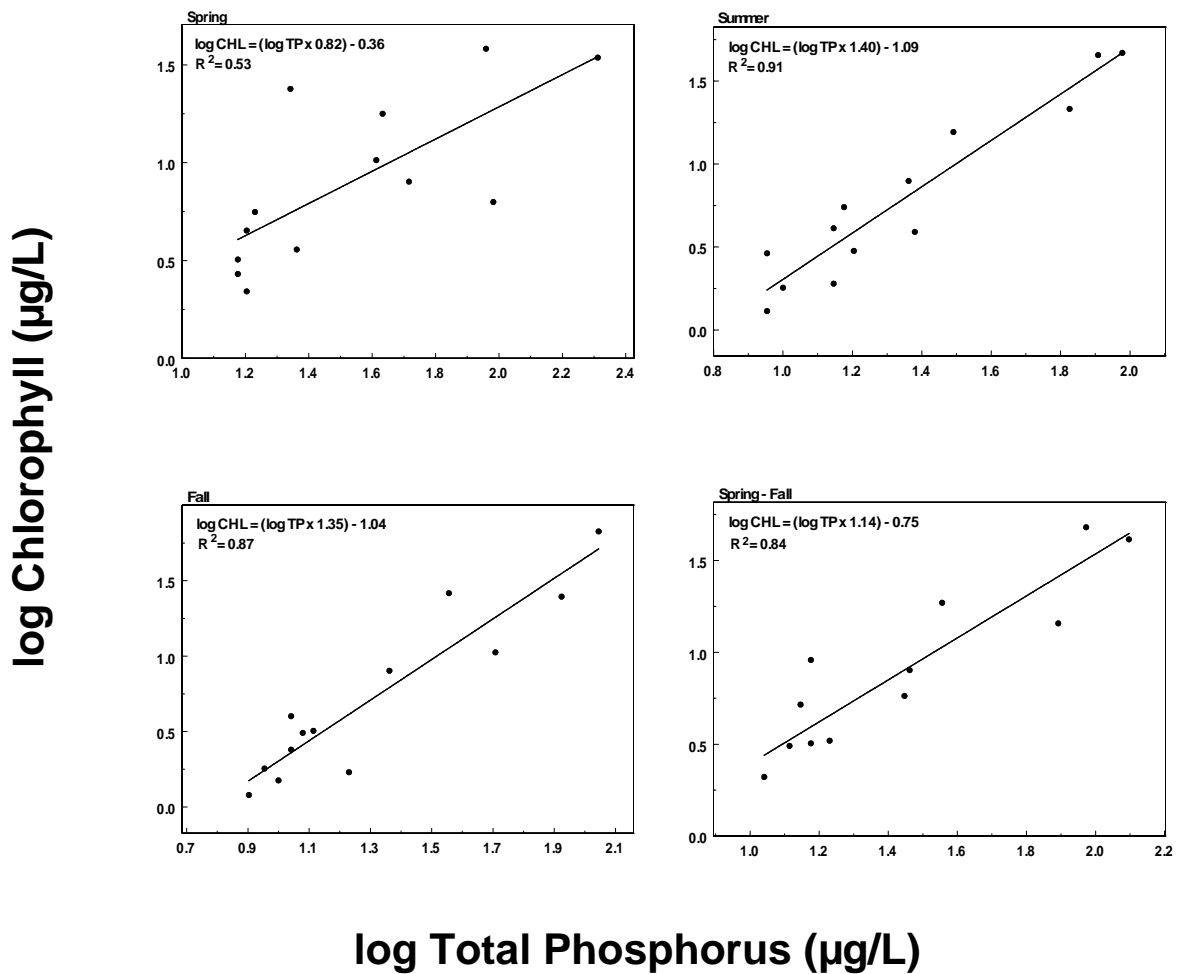 Spring
log CHL = (log TP x 0.82) - 0.36
R 2 = 0.53
1.5
1.0
0.5
0.0
1.0 1.2 1.4 1.6 1.8 2.0 2.2 2.4
Summer
log CHL = (log TP x 1.40) - 1.09
R 2 = 0.91
1.5
1.0
0.5
0.0
0.8 1.0 1.2 1.4 1.6 1.8 2.0
Fall
log CHL = (log TP x 1.35) - 1.04
R 2 = 0.87
1.5
1.0
0.5
0.0
0.7 0.9 1.1 1.3 1.5 1.7 1.9 2.1
Spring - Fall
log CHL = (log TP x 1.14) - 0.75
R 2 = 0.84
1.5
1.0
0.5
0.0
1.0 1.2 1.4 1.6 1.8 2.0 2.2
log Chlorophyll (µg/L)
log Total Phosphorus (µg/L)